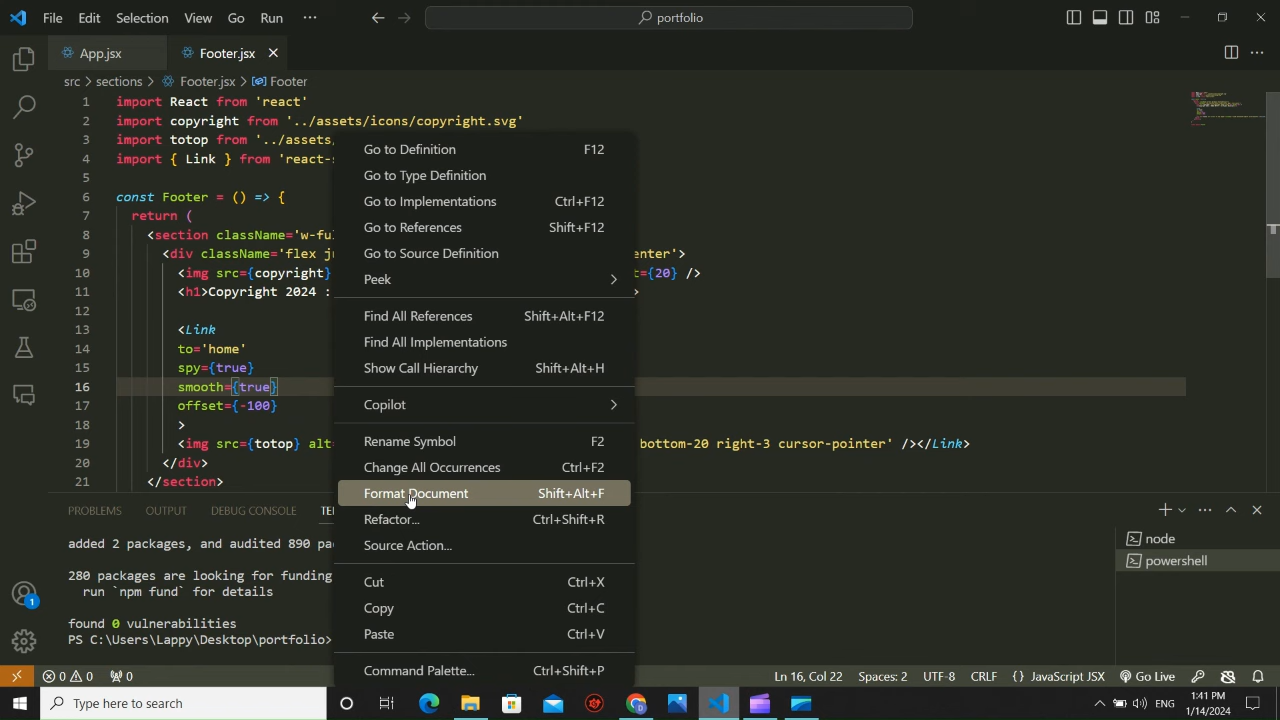 File Edit Selection View Go Run ··· portfolio
App.jsx Footer.jsx
src > sections > Footer.jsx > Footer
1 import React from 'react'
2 import copyright from '../assets/icons/copyright.svg'
3 import totop from '../assets
4 import { Link } from 'react-s
5
6 const Footer = () => {
7 return (
8 <section className='w-ful
9 <div className='flex ju enter'>
10 <img src={copyright} t={20} />
11 <h1>Copyright 2024 : >
12
13 <Link
14 to='home'
15 spy={true}
16 smooth={true}
17 offset={-100}
18 >
19 <img src={totop} alt= bottom-20 right-3 cursor-pointer' /></Link>
20 </div>
21 </section>
Go to Definition F12
Go to Type Definition
Go to Implementations Ctrl+F12
Go to References Shift+F12
Go to Source Definition
Peek
Find All References Shift+Alt+F12
Find All Implementations
Show Call Hierarchy Shift+Alt+H
Copilot
Rename Symbol F2
Change All Occurrences Ctrl+F2
Format Document Shift+Alt+F
Refactor... Ctrl+Shift+R
Source Action...
Cut Ctrl+X
Copy Ctrl+C
Paste Ctrl+V
Command Palette... Ctrl+Shift+P
PROBLEMS OUTPUT DEBUG CONSOLE TE
added 2 packages, and audited 890 pa
280 packages are looking for funding
run `npm fund` for details
found 0 vulnerabilities
PS C:\Users\Lappy\Desktop\portfolio>
node
powershell
0 0 0 Ln 16, Col 22 Spaces: 2 UTF-8 CRLF {} JavaScript JSX Go Live
1
Type here to search
1:41 PM
1/14/2024